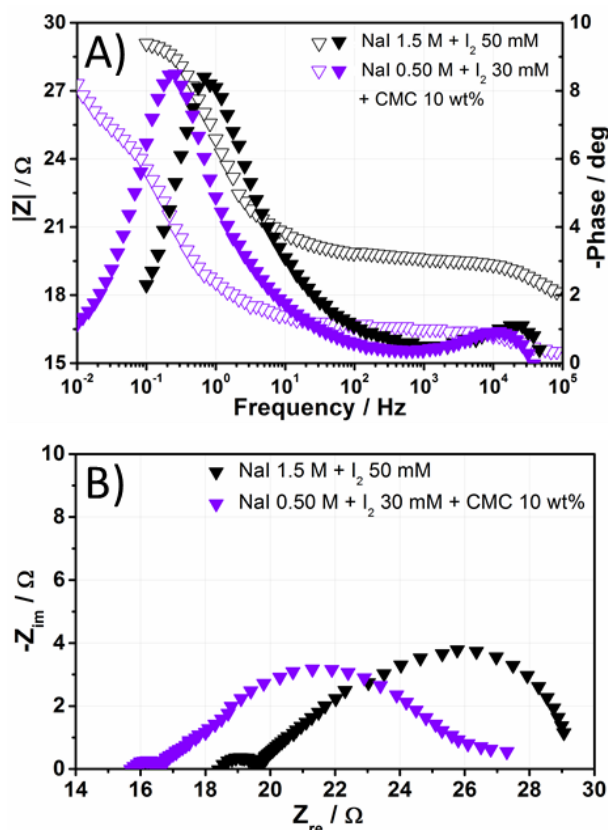 A)
NaI 1.5 M + I₂ 50 mM
NaI 0.50 M + I₂ 30 mM
+ CMC 10 wt%
|Z| / Ω
30
27
24
21
18
15
-Phase / deg
10
8
6
4
2
0
10⁻² 10⁻¹ 10⁰ 10¹ 10² 10³ 10⁴ 10⁵
Frequency / Hz
B)
NaI 1.5 M + I₂ 50 mM
NaI 0.50 M + I₂ 30 mM + CMC 10 wt%
-Z_im / Ω
10
8
6
4
2
0
14 16 18 20 22 24 26 28 30
Z_re / Ω